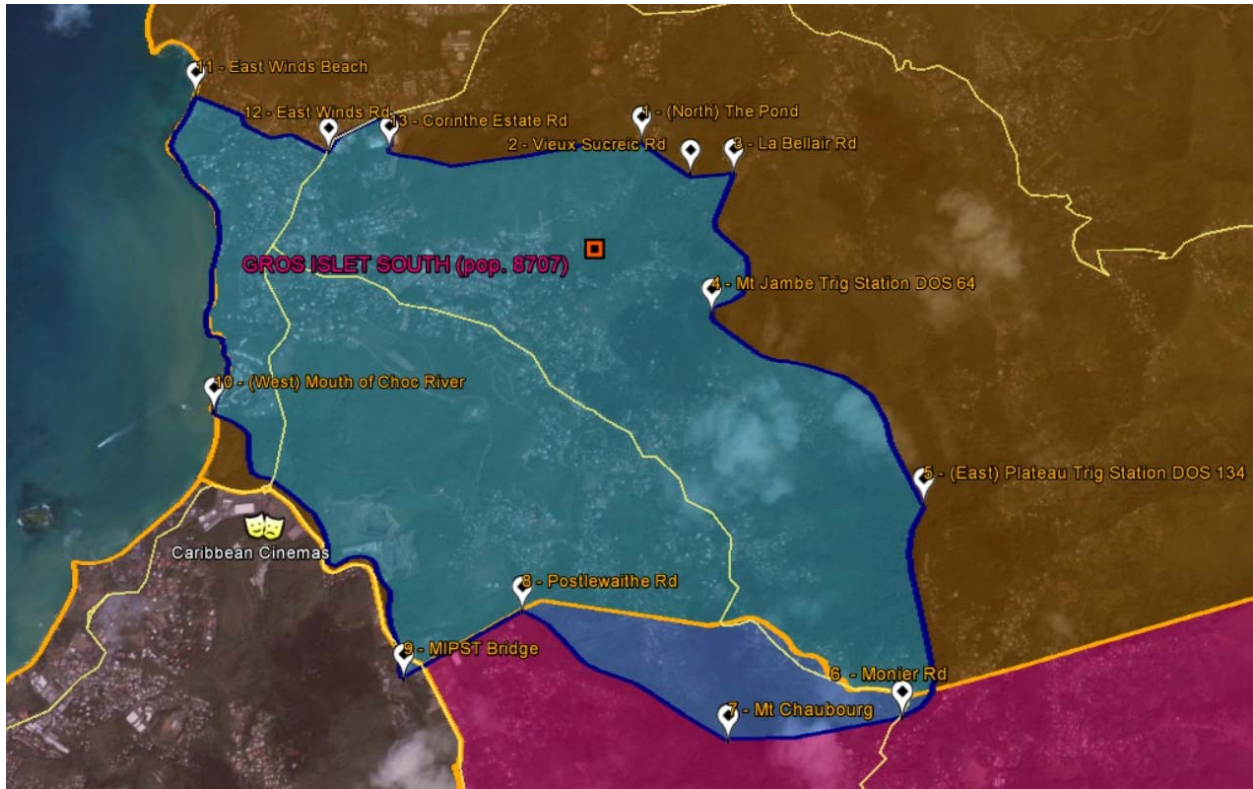 11 - East Winds Beach
12 - East Winds Rd
13 - Corinthe Estate Rd
1 - (North) The Pond
2 - Vieux Sucreic Rd
3 - La Bellair Rd
GROS ISLET SOUTH (pop. 8707)
4 - Mt Jambe Trig Station DOS 64
10 - (West) Mouth of Choc River
5 - (East) Plateau Trig Station DOS 134
Caribbean Cinemas
8 - Postlewaithe Rd
9 - MIPST Bridge
6 - Monier Rd
7 - Mt Chaubourg